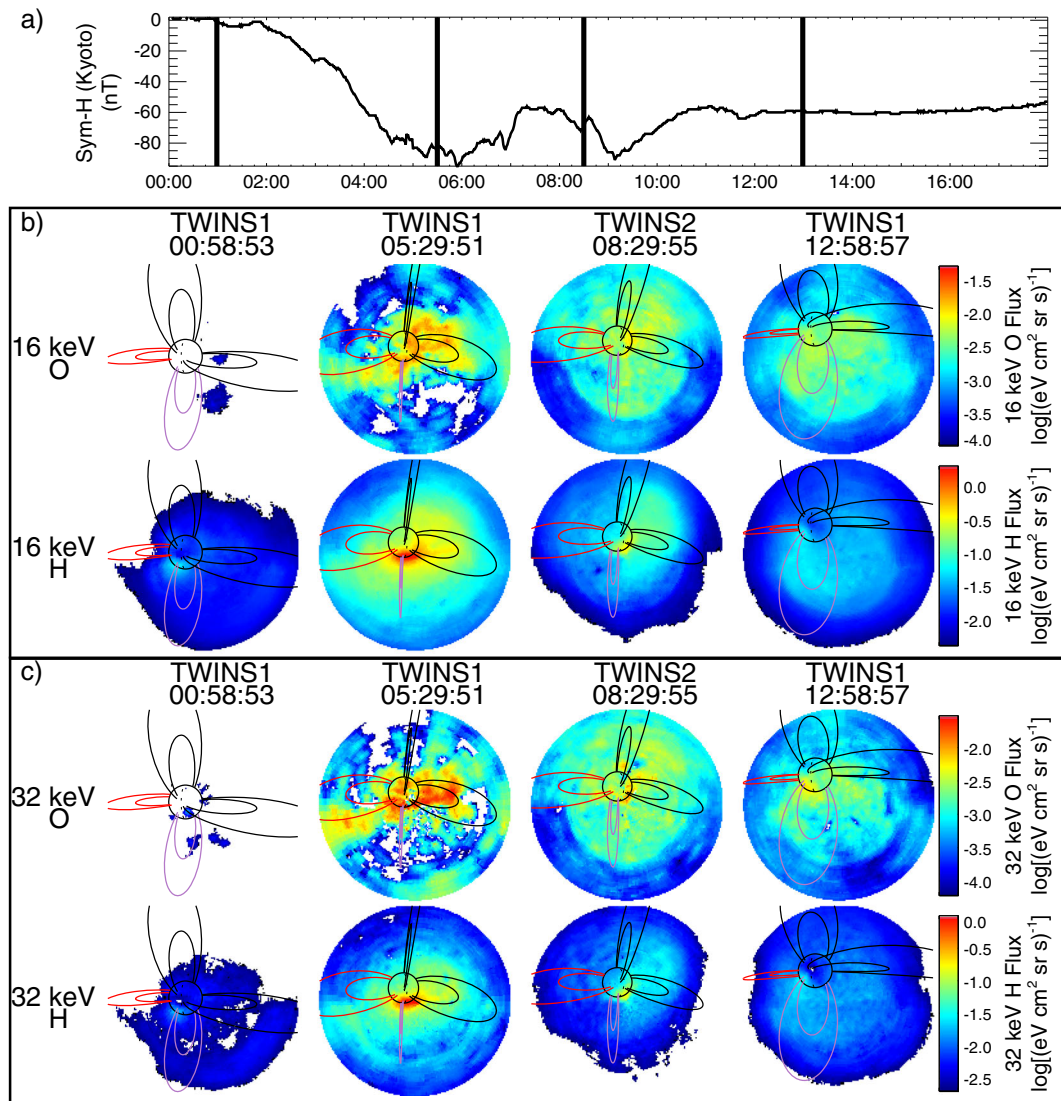 a)
Sym-H (Kyoto)
(nT)
0
-20
-40
-60
-80
00:00 02:00 04:00 06:00 08:00 10:00 12:00 14:00 16:00
b)
TWINS1 TWINS1 TWINS2 TWINS1
00:58:53 05:29:51 08:29:55 12:58:57
16 keV
O
-1.5
-2.0
-2.5
-3.0
-3.5
-4.0
16 keV O Flux
log[(eV cm² sr s)⁻¹]
16 keV
H
0.0
-0.5
-1.0
-1.5
-2.0
16 keV H Flux
log[(eV cm² sr s)⁻¹]
c)
TWINS1 TWINS1 TWINS2 TWINS1
00:58:53 05:29:51 08:29:55 12:58:57
32 keV
O
-2.0
-2.5
-3.0
-3.5
-4.0
32 keV O Flux
log[(eV cm² sr s)⁻¹]
32 keV
H
0.0
-0.5
-1.0
-1.5
-2.0
-2.5
32 keV H Flux
log[(eV cm² sr s)⁻¹]